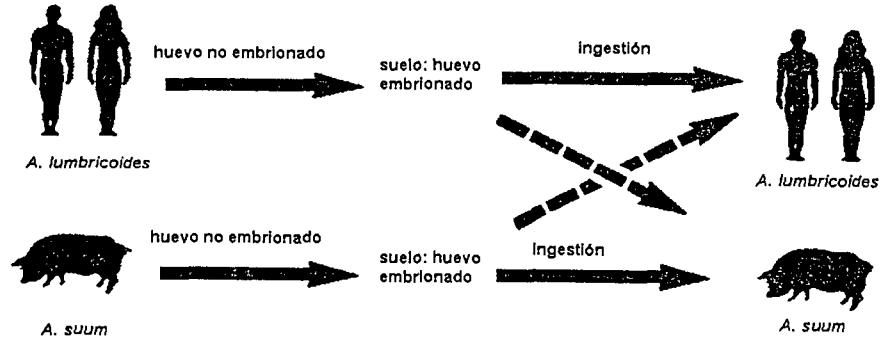 huevo no embrionado
suelo: huevo
embrionado
ingestión
A. lumbricoides
A. lumbricoides
huevo no embrionado
suelo: huevo
embrionado
Ingestión
A. suum
A. suum